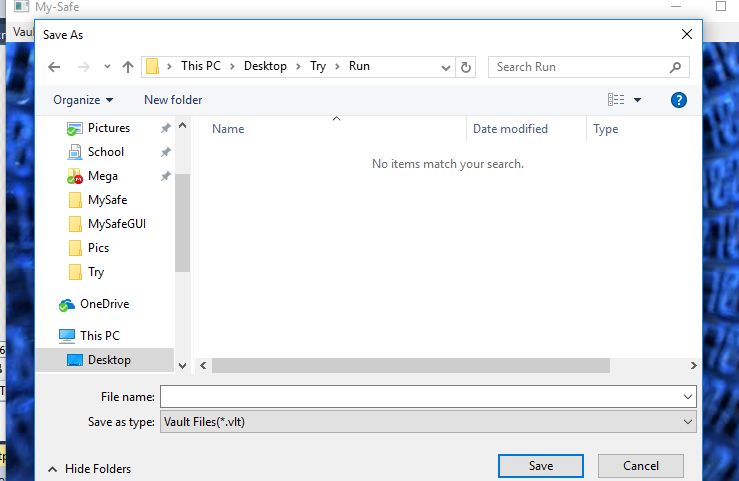 My-Safe
Vaul
Save As
This PC > Desktop > Try > Run
Search Run
Organize
New folder
?
Name
Date modified
Type
No items match your search.
Pictures
School
Mega
MySafe
MySafeGUI
Pics
Try
OneDrive
This PC
Desktop
File name:
Save as type:
Vault Files(*.vlt)
Hide Folders
Save
Cancel